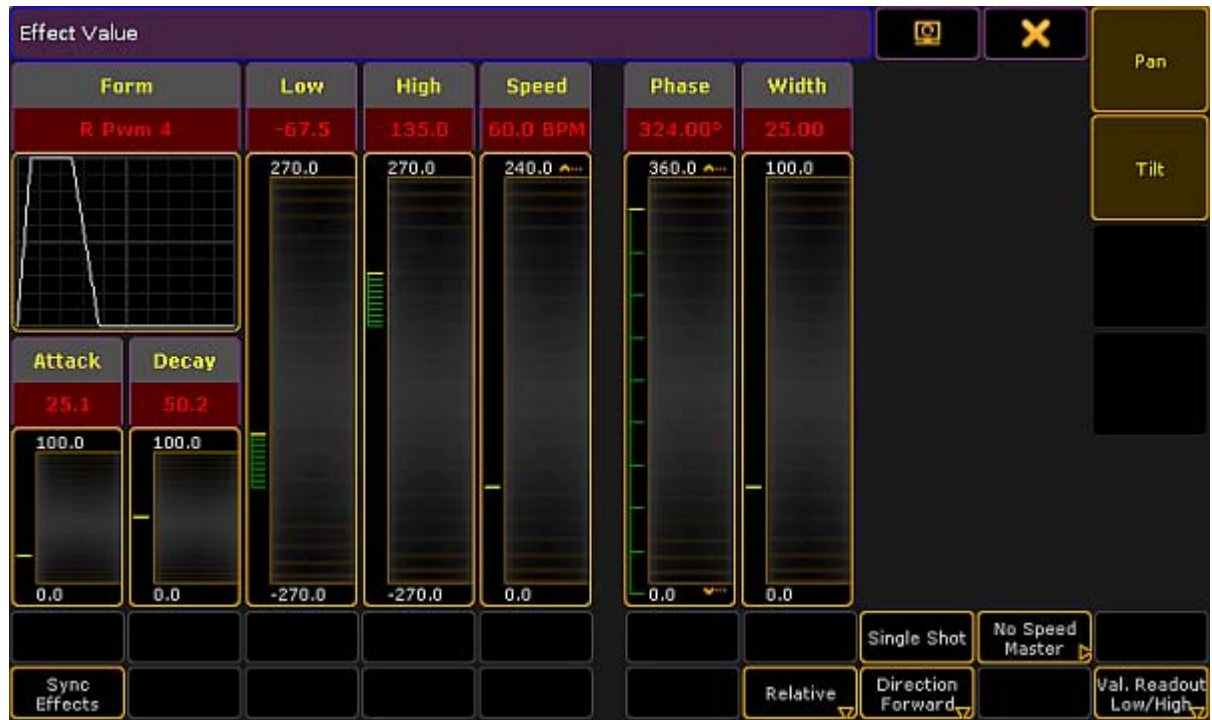 Effect Value
Pan
Form
Low
High
Speed
Phase
Width
R Pwm 4
-67.5
135.0
60.0 BPM
324.00°
25.00
270.0
270.0
240.0
360.0
100.0
Tilt
Attack
Decay
25.1
50.2
100.0
100.0
0.0
0.0
-270.0
-270.0
0.0
0.0
0.0
Single Shot
No Speed
Master
Sync
Effects
Relative
Direction
Forward
Val. Readout
Low/High